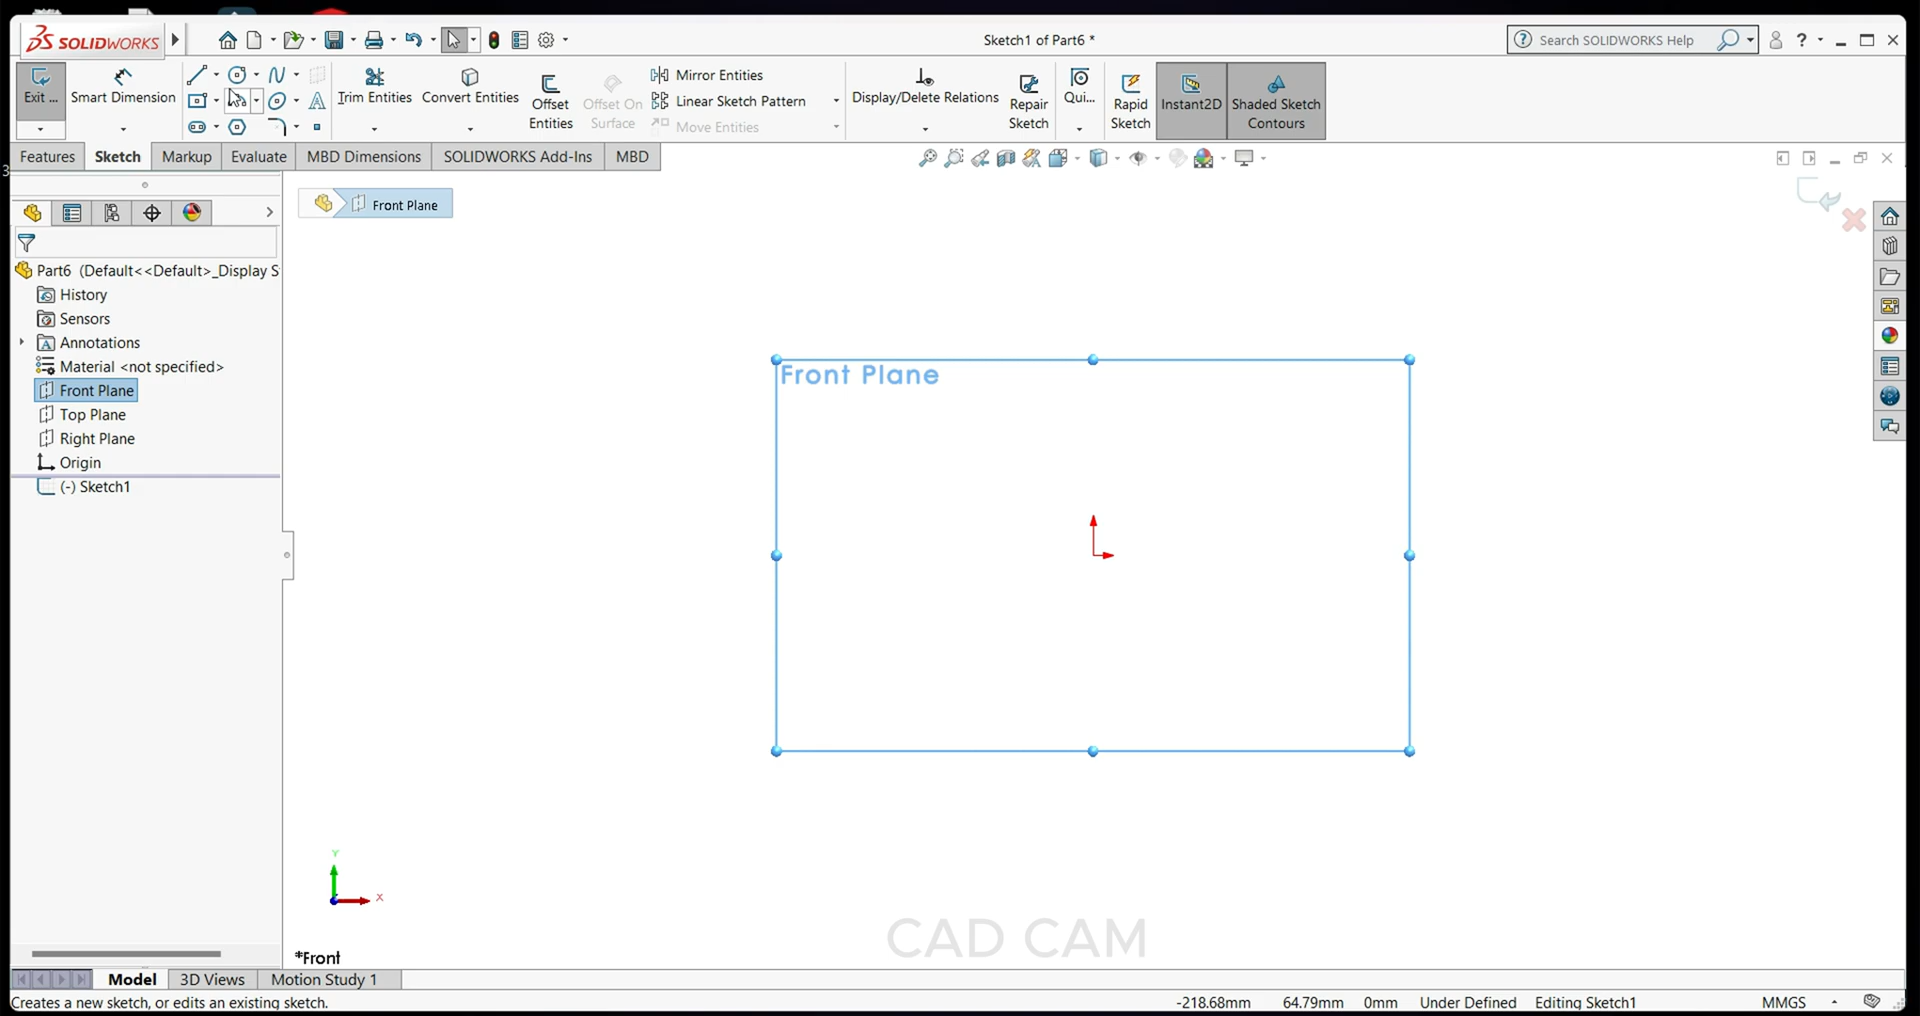 SOLIDWORKS
Sketch1 of Part6 *
Search SOLIDWORKS Help
Exit ...
Smart Dimension
Trim Entities
Convert Entities
Offset Entities
Offset On Surface
Mirror Entities
Linear Sketch Pattern
Move Entities
Display/Delete Relations
Repair Sketch
Qui...
Rapid Sketch
Instant2D
Shaded Sketch Contours
Features
Sketch
Markup
Evaluate
MBD Dimensions
SOLIDWORKS Add-Ins
MBD
3
Front Plane
Part6 (Default<<Default>_Display S
History
Sensors
Annotations
Material <not specified>
Front Plane
Top Plane
Right Plane
Origin
(-) Sketch1
Front Plane
Y
X
*Front
CAD CAM
Model
3D Views
Motion Study 1
Creates a new sketch, or edits an existing sketch.
-218.68mm 64.79mm 0mm Under Defined Editing Sketch1 MMGS